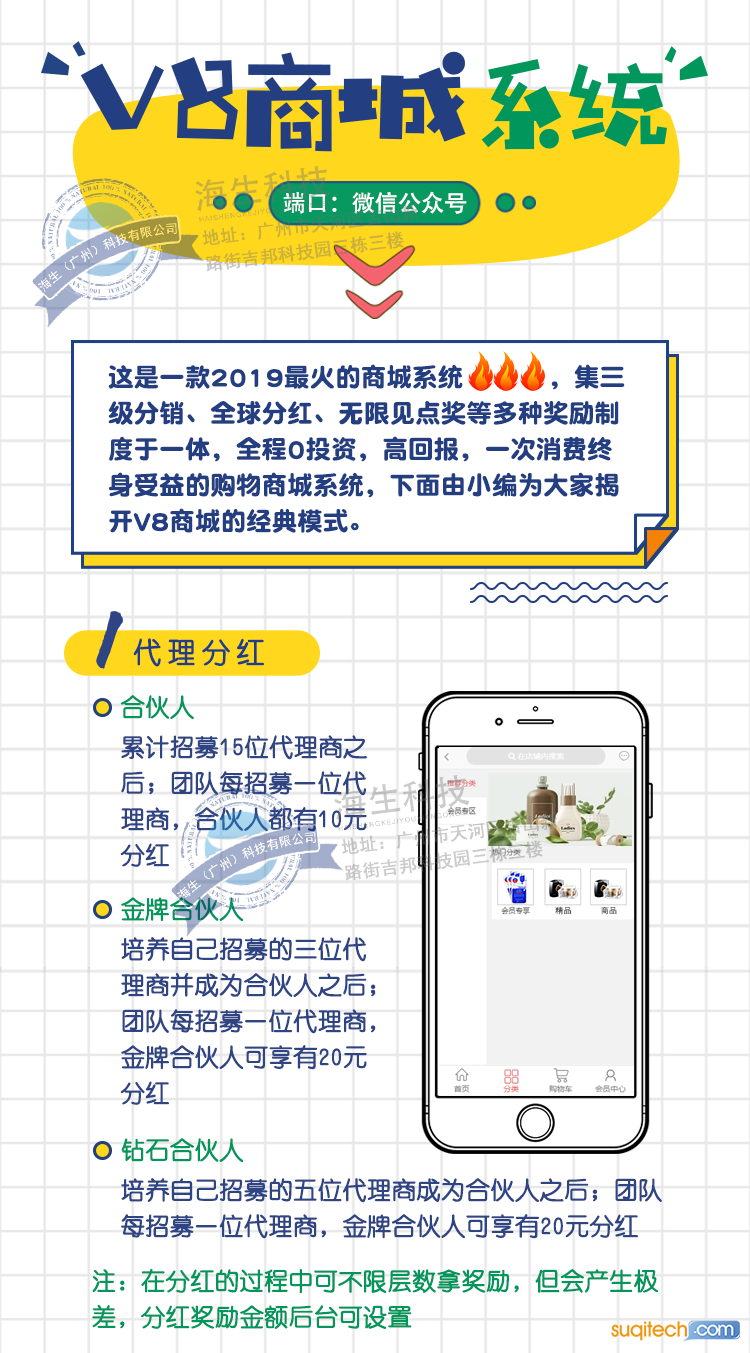 V8商城系统
端口：微信公众号
海生科技
地址：广州市天河区
路街吉邦科技园三栋三楼
海生（广州）科技有限公司
这是一款2019最火的商城系统🔥🔥🔥，集三
级分销、全球分红、无限见点奖等多种奖励制
度于一体，全程0投资，高回报，一次消费终
身受益的购物商城系统，下面由小编为大家揭
开V8商城的经典模式。
1 代理分红
合伙人
累计招募15位代理商之
后；团队每招募一位代
理商，合伙人都有10元
分红
金牌合伙人
培养自己招募的三位代
理商并成为合伙人之后；
团队每招募一位代理商，
金牌合伙人可享有20元
分红
钻石合伙人
培养自己招募的五位代理商成为合伙人之后；团队
每招募一位代理商，金牌合伙人可享有20元分红
在店铺内搜索
推荐分类
会员专区
热门分类
会员专享
精品
商品
首页
分类
购物车
会员中心
海生科技
地址：广州市天河
路街吉邦科技园三栋三楼
海生（广州）科技有限公司
注：在分红的过程中可不限层数拿奖励，但会产生极
差，分红奖励金额后台可设置
suqitech.com